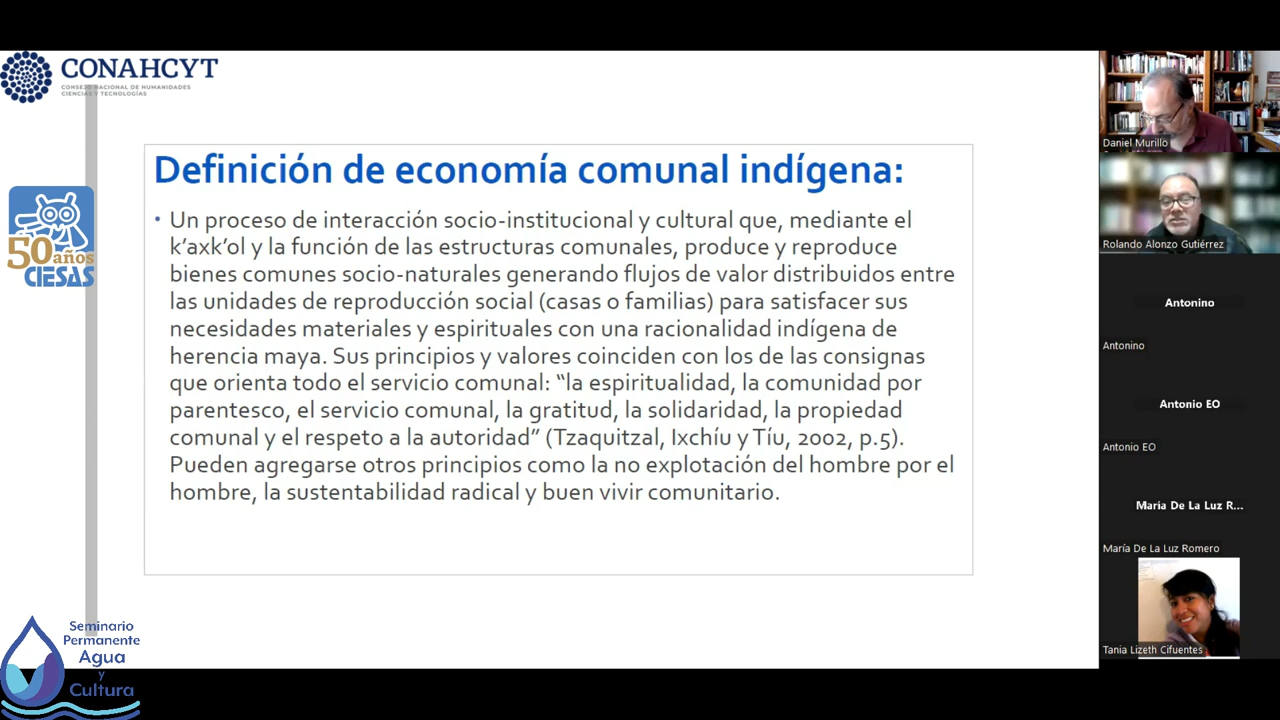 CONAHCYT
CONSEJO NACIONAL DE HUMANIDADES
CIENCIAS Y TECNOLOGÍAS
50 años
CIESAS
Definición de economía comunal indígena:
• Un proceso de interacción socio-institucional y cultural que, mediante el
k’axk’ol y la función de las estructuras comunales, produce y reproduce
bienes comunes socio-naturales generando flujos de valor distribuidos entre
las unidades de reproducción social (casas o familias) para satisfacer sus
necesidades materiales y espirituales con una racionalidad indígena de
herencia maya. Sus principios y valores coinciden con los de las consignas
que orienta todo el servicio comunal: “la espiritualidad, la comunidad por
parentesco, el servicio comunal, la gratitud, la solidaridad, la propiedad
comunal y el respeto a la autoridad” (Tzaquitzal, Ixchíu y Tíu, 2002, p.5).
Pueden agregarse otros principios como la no explotación del hombre por el
hombre, la sustentabilidad radical y buen vivir comunitario.
Seminario
Permanente
Agua
y
Cultura
Daniel Murillo
Rolando Alonzo Gutiérrez
Antonino
Antonino
Antonio EO
Antonio EO
María De La Luz R...
María De La Luz Romero
Tania Lizeth Cifuentes